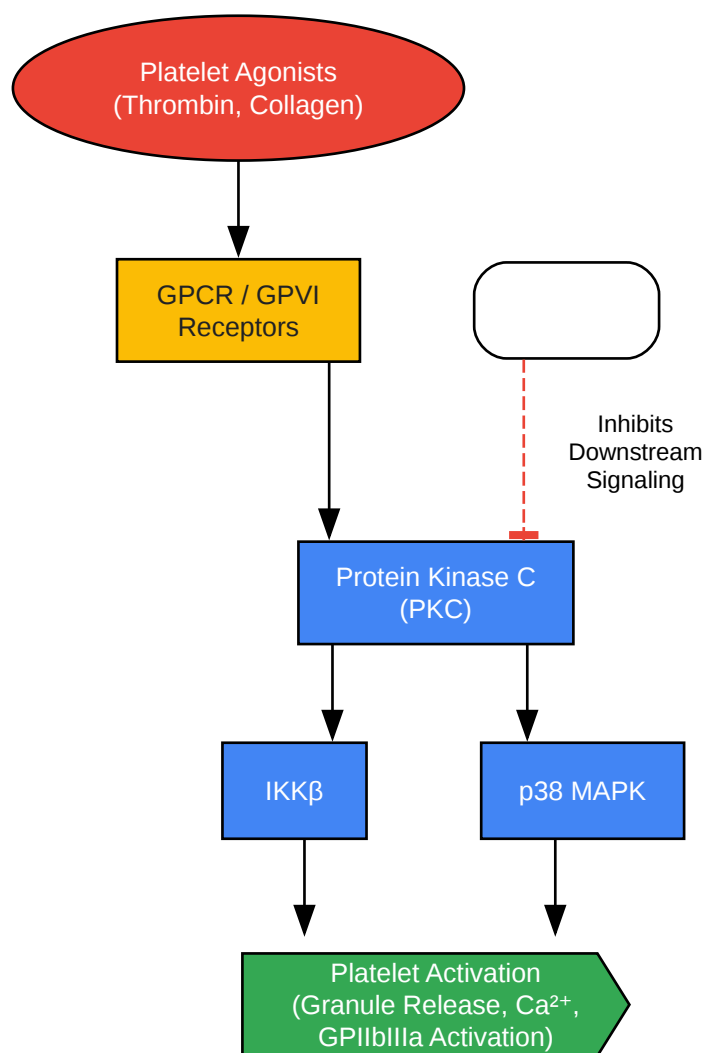 Platelet Agonists
(Thrombin, Collagen)
GPCR / GPVI
Receptors
Inhibits
Downstream
Signaling
Protein Kinase C
(PKC)
IKKβ
p38 MAPK
Platelet Activation
(Granule Release, Ca²⁺,
GPIIbIIIa Activation)